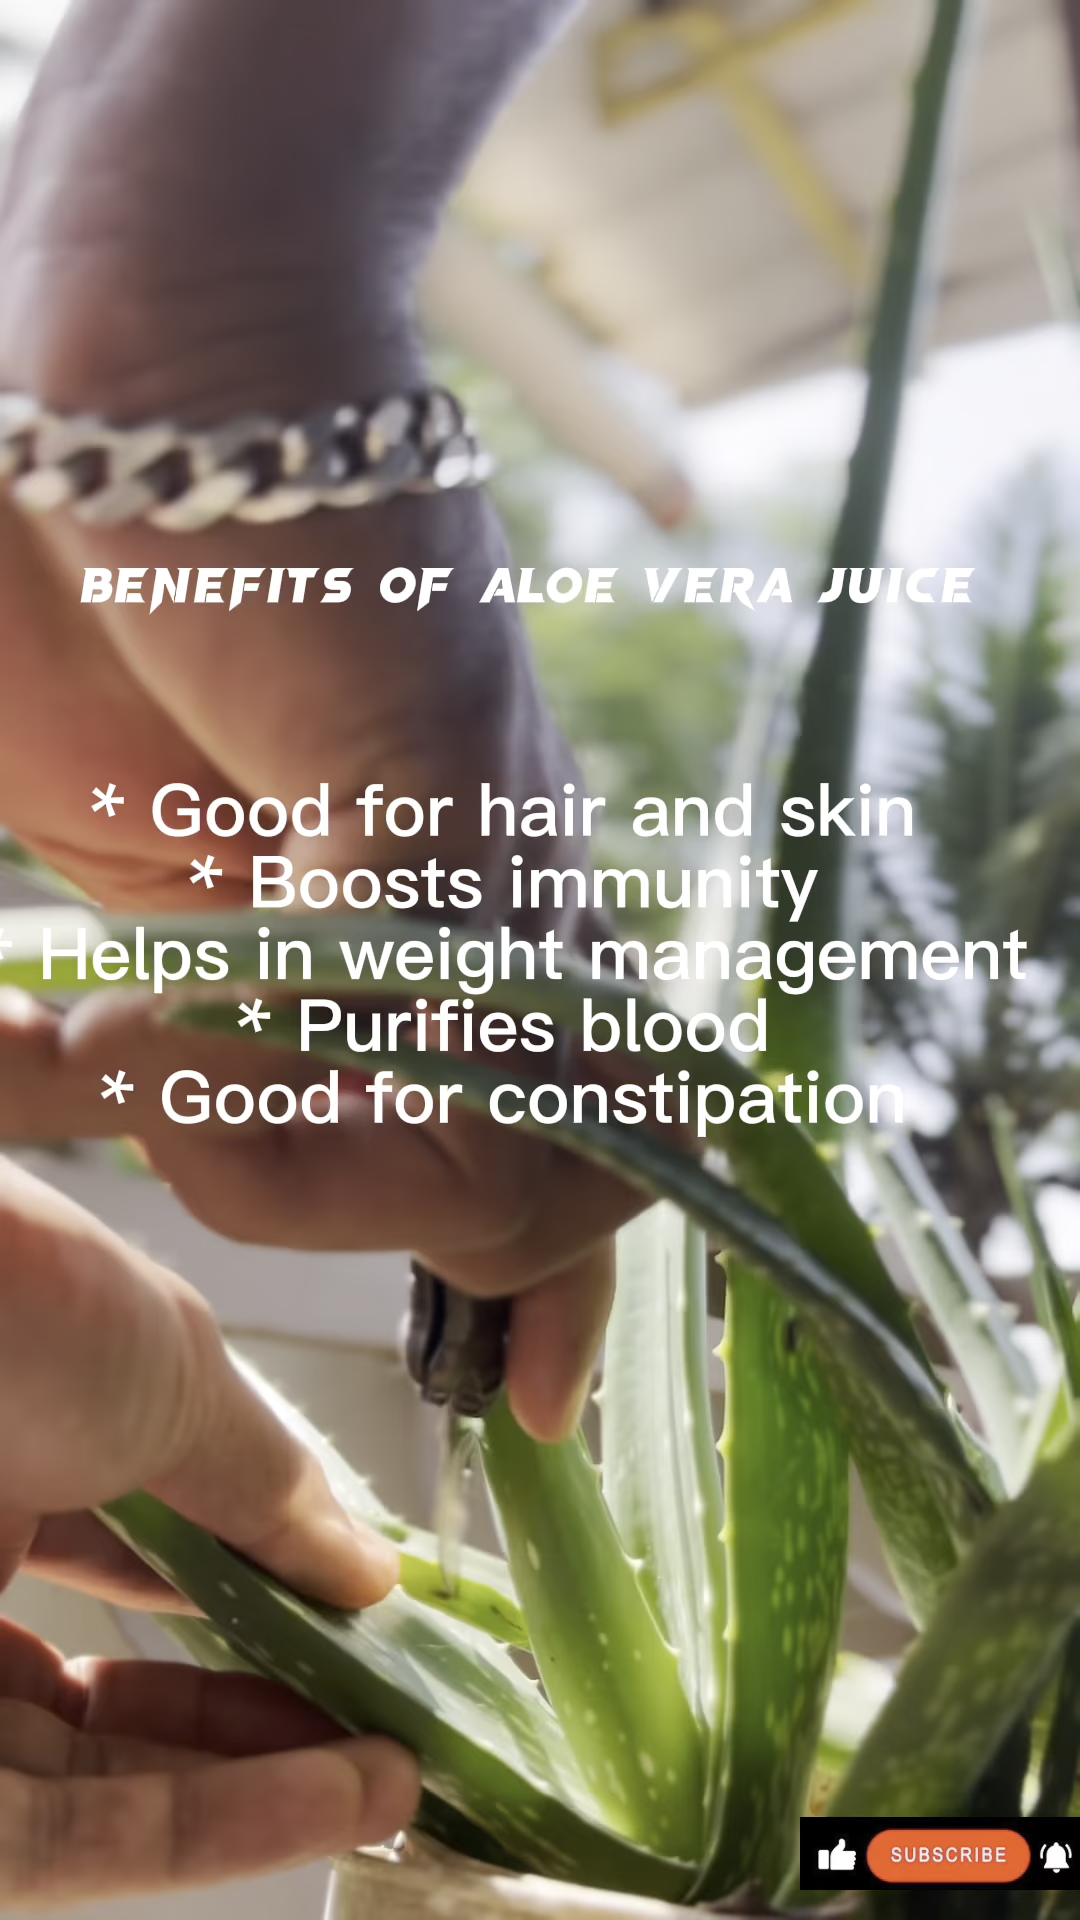 BENEFITS OF ALOE VERA JUICE
* Good for hair and skin
* Boosts immunity
* Helps in weight management
* Purifies blood
* Good for constipation
SUBSCRIBE